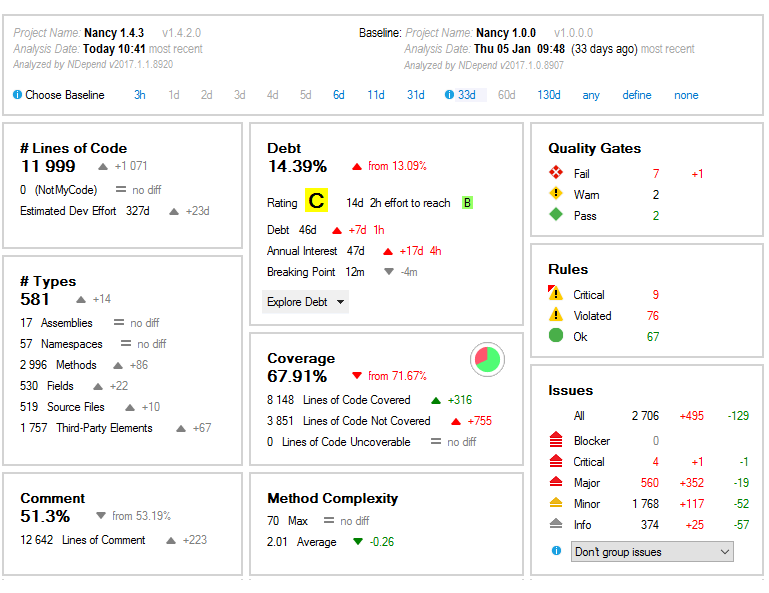 Project Name: Nancy 1.4.3 v1.4.2.0
Analysis Date: Today 10:41 most recent
Analyzed by NDepend v2017.1.1.8920
Baseline: Project Name: Nancy 1.0.0 v1.0.0.0
Analysis Date: Thu 05 Jan 09:48 (33 days ago) most recent
Analyzed by NDepend v2017.1.0.8907
Choose Baseline 3h 1d 2d 3d 4d 5d 6d 11d 31d 33d 60d 130d any define none
# Lines of Code
11 999 +1 071
0 (NotMyCode) no diff
Estimated Dev Effort 327d +23d
# Types
581 +14
17 Assemblies no diff
57 Namespaces no diff
2 996 Methods +86
530 Fields +22
519 Source Files +10
1 757 Third-Party Elements +67
Comment
51.3% from 53.19%
12 642 Lines of Comment +223
Debt
14.39% from 13.09%
Rating C 14d 2h effort to reach B
Debt 46d +7d 1h
Annual Interest 47d +17d 4h
Breaking Point 12m -4m
Explore Debt
Coverage
67.91% from 71.67%
8 148 Lines of Code Covered +316
3 851 Lines of Code Not Covered +755
0 Lines of Code Uncoverable no diff
Method Complexity
70 Max no diff
2.01 Average -0.26
Quality Gates
Fail 7 +1
Warn 2
Pass 2
Rules
Critical 9
Violated 76
Ok 67
Issues
All 2 706 +495 -129
Blocker 0
Critical 4 +1 -1
Major 560 +352 -19
Minor 1 768 +117 -52
Info 374 +25 -57
Don't group issues